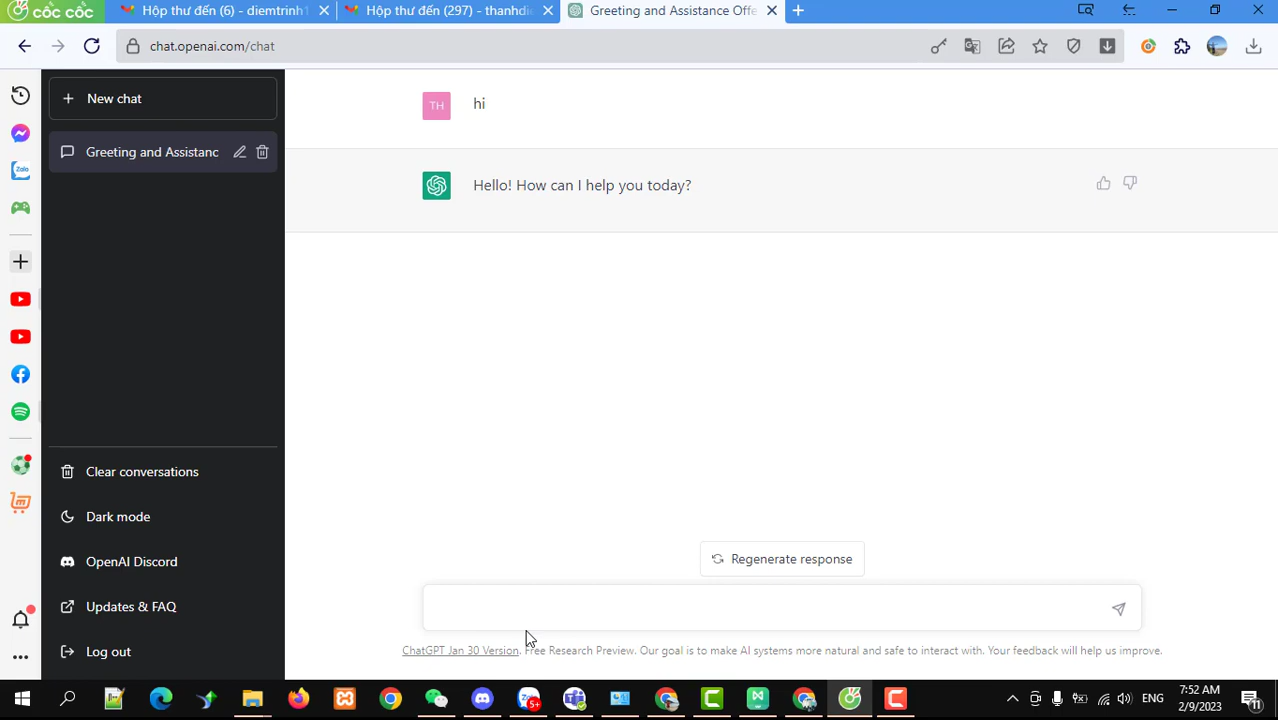 cốc cốc
Hộp thư đến (6) - diemtrinh1
Hộp thư đến (297) - thanhdi
Greeting and Assistance Offe
chat.openai.com/chat
New chat
TH
hi
Greeting and Assistanc
Zalo
Hello! How can I help you today?
Clear conversations
Dark mode
OpenAI Discord
Updates & FAQ
Log out
Regenerate response
ChatGPT Jan 30 Version. Free Research Preview. Our goal is to make AI systems more natural and safe to interact with. Your feedback will help us improve.
5+
ENG
7:52 AM
2/9/2023
11